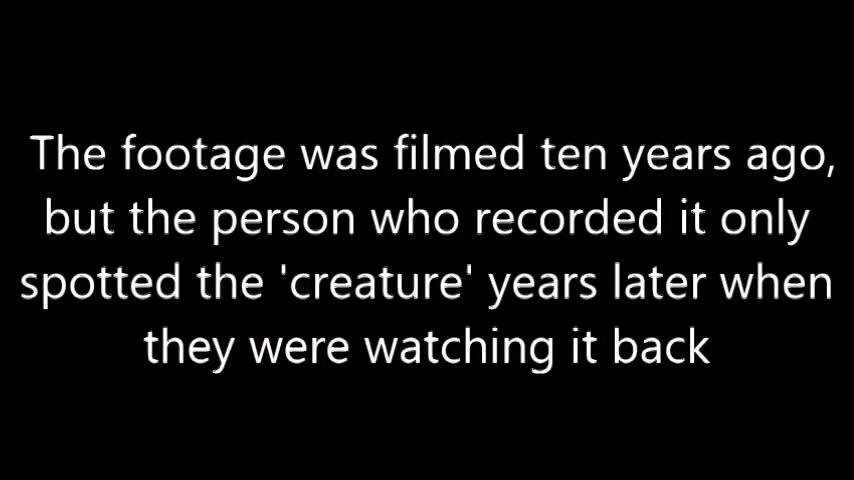 The footage was filmed ten years ago,
but the person who recorded it only
spotted the 'creature' years later when
they were watching it back